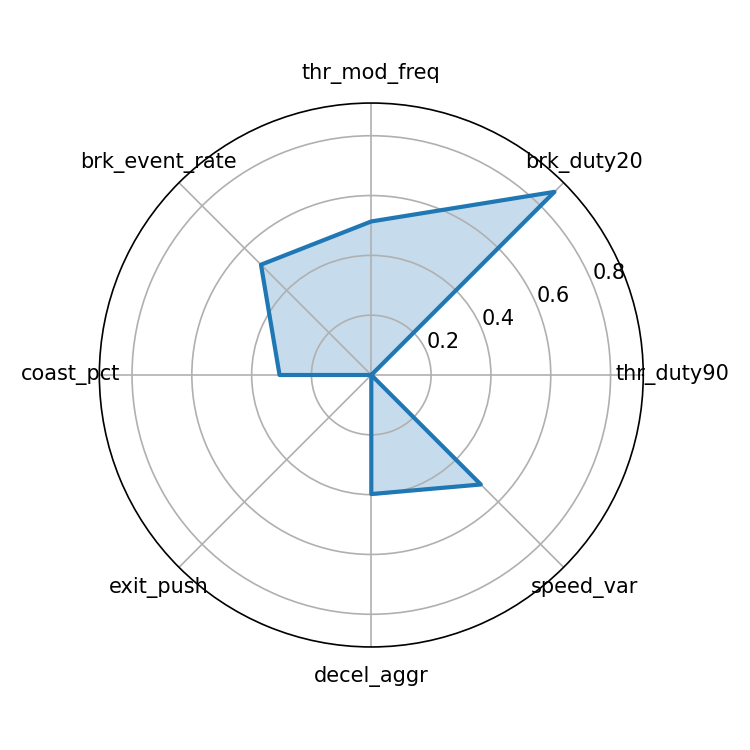 thr_mod_freq
brk_event_rate
brk_duty20
0.8
0.6
0.4
0.2
coast_pct
thr_duty90
exit_push
speed_var
decel_aggr